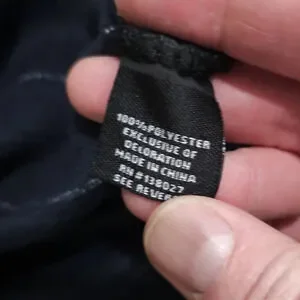 100% POLYESTER
EXCLUSIVE OF
DECORATION
MADE IN CHINA
RN # 138027
SEE REVERSE